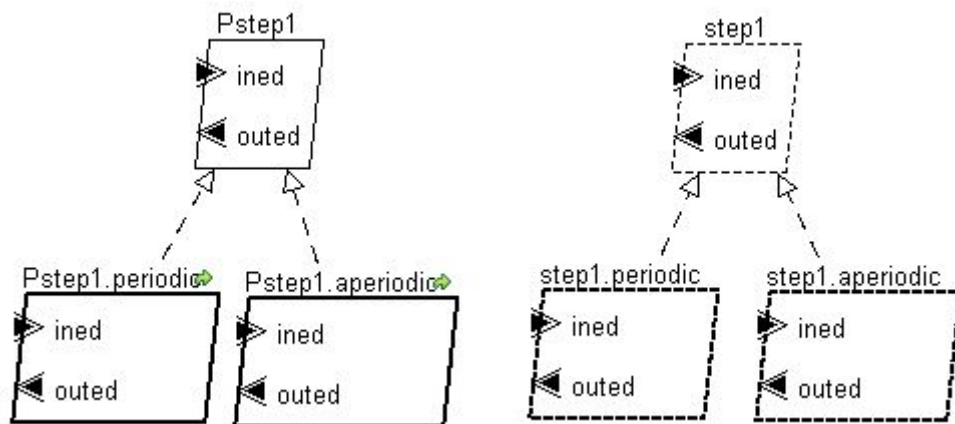 Pstep1
ined
outed
step1
ined
outed
Pstep1.periodic
ined
outed
Pstep1.aperiodic
ined
outed
step1.periodic
ined
outed
step1.aperiodic
ined
outed